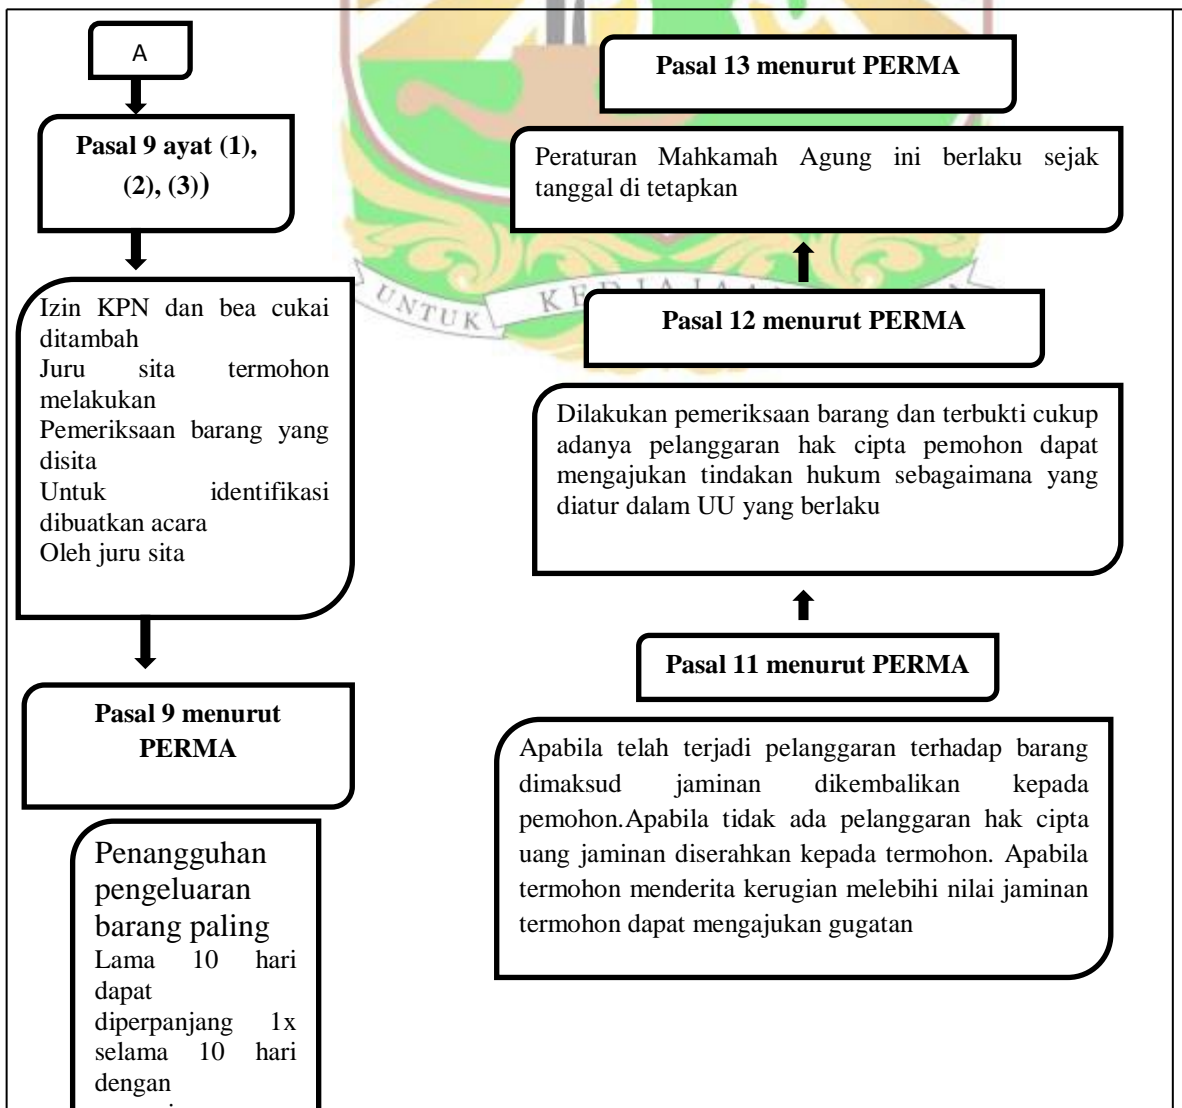 A
Pasal 9 ayat (1),
(2), (3))
Izin KPN dan bea cukai
ditambah
Juru sita termohon
melakukan
Pemeriksaan barang yang
disita
Untuk identifikasi
dibuatkan acara
Oleh juru sita
Pasal 9 menurut
PERMA
Penangguhan
pengeluaran
barang paling
Lama 10 hari
dapat
diperpanjang 1x
selama 10 hari
dengan
Pasal 13 menurut PERMA
Peraturan Mahkamah Agung ini berlaku sejak
tanggal di tetapkan
UNTUK
Pasal 12 menurut PERMA
Dilakukan pemeriksaan barang dan terbukti cukup
adanya pelanggaran hak cipta pemohon dapat
mengajukan tindakan hukum sebagaimana yang
diatur dalam UU yang berlaku
Pasal 11 menurut PERMA
Apabila telah terjadi pelanggaran terhadap barang
dimaksud jaminan dikembalikan kepada
pemohon.Apabila tidak ada pelanggaran hak cipta
uang jaminan diserahkan kepada termohon. Apabila
termohon menderita kerugian melebihi nilai jaminan
termohon dapat mengajukan gugatan